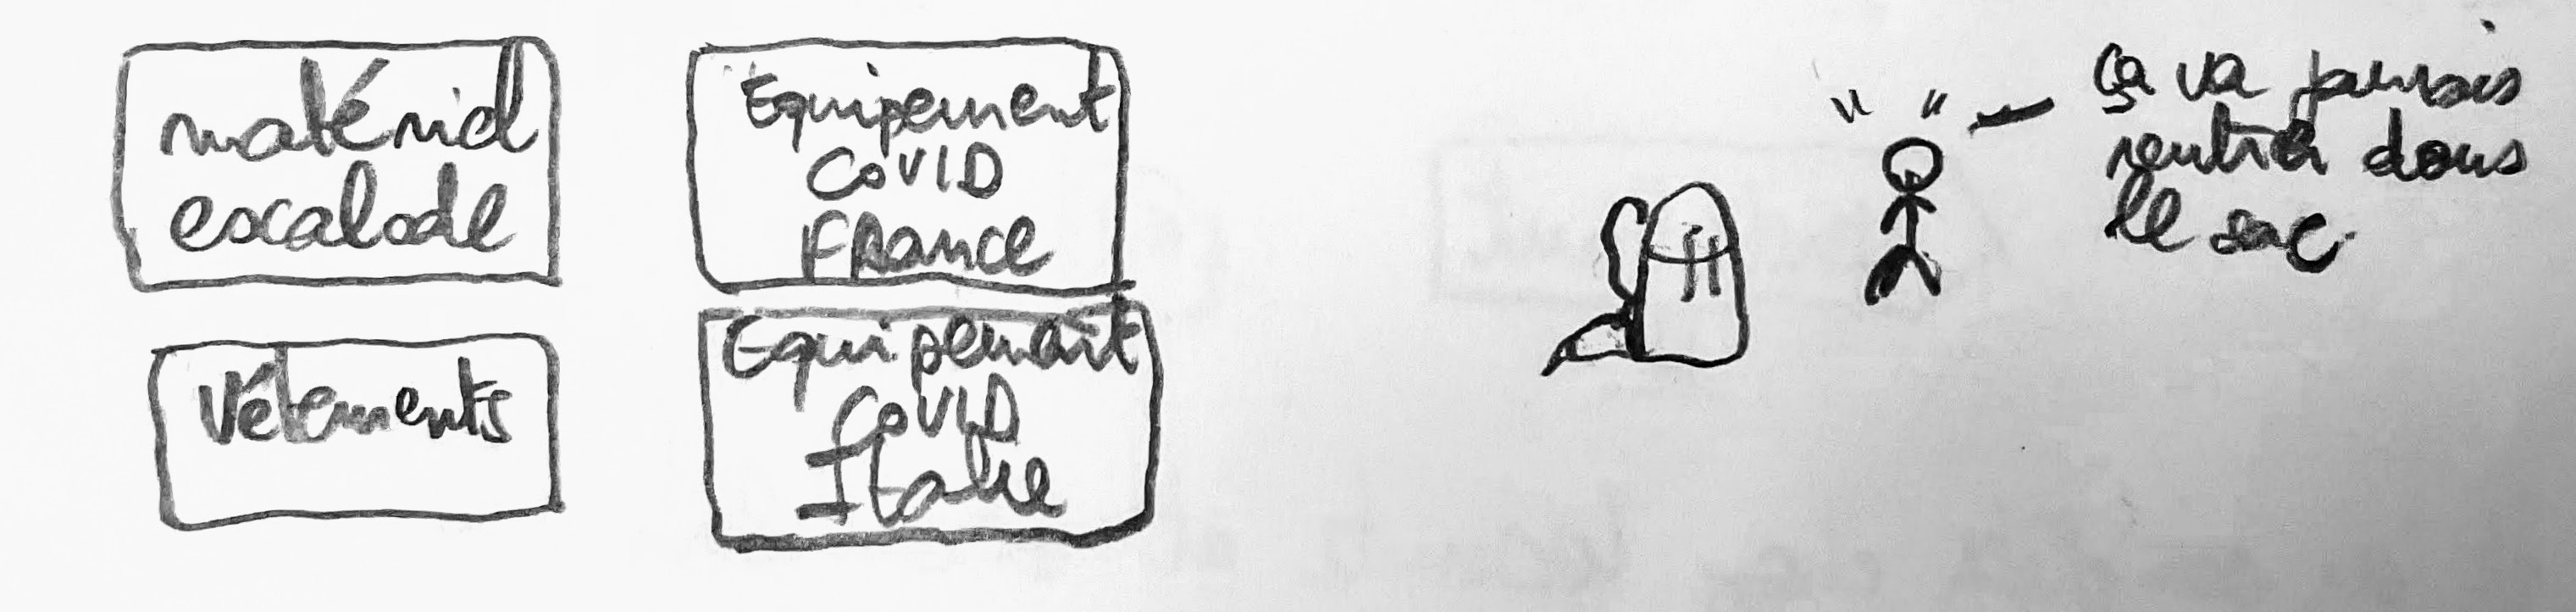 matériel
escalade
Equipement
COVID
FRance
Vêtements
Equipement
COVID
Italie
ça va jamais
rentrer dans
le sac